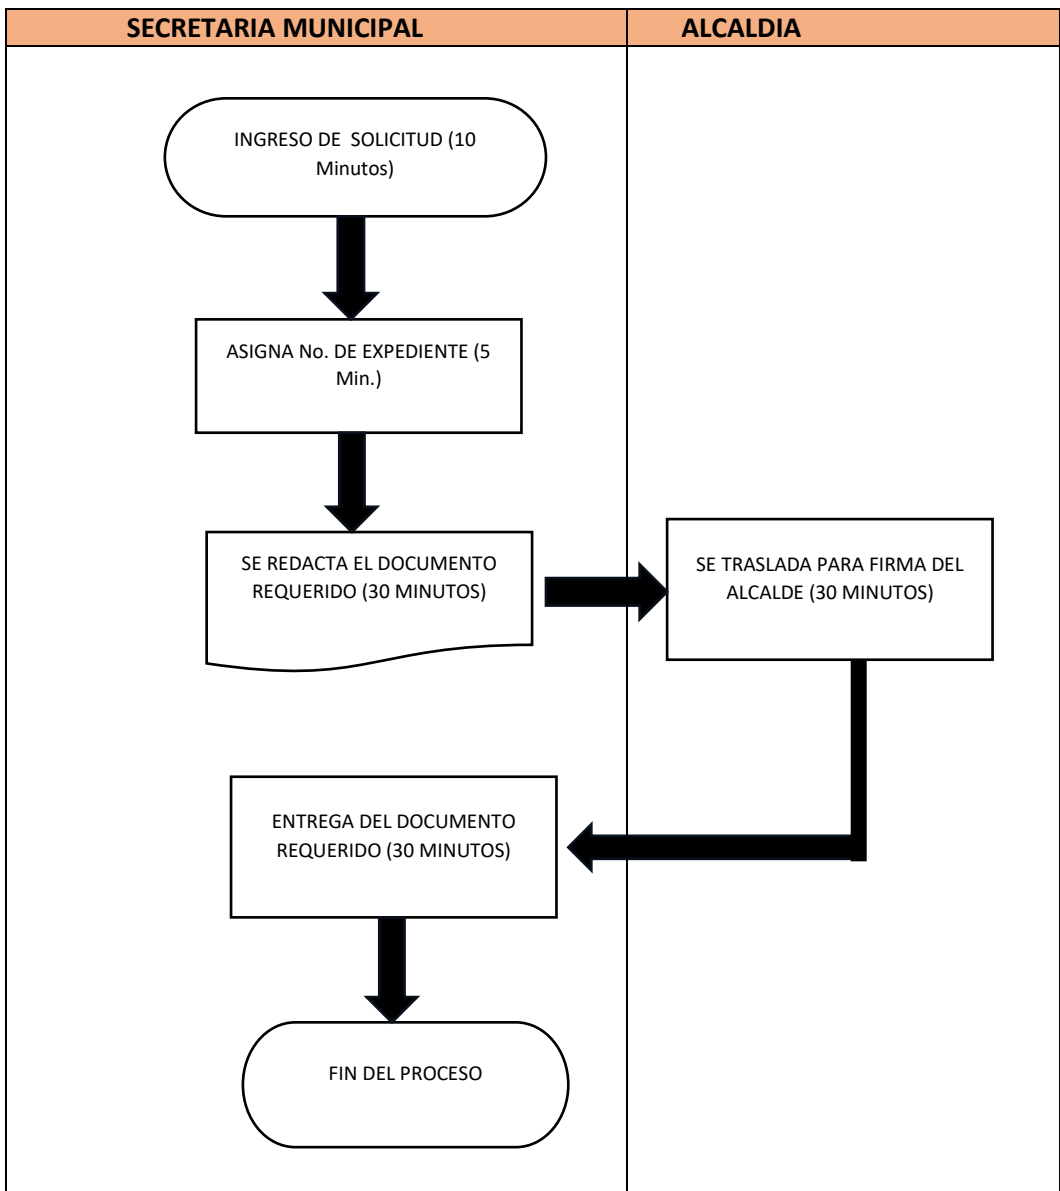 SECRETARIA MUNICIPAL
ALCALDIA
INGRESO DE SOLICITUD (10
Minutos)
ASIGNA No. DE EXPEDIENTE (5
Min.)
SE REDACTA EL DOCUMENTO
REQUERIDO (30 MINUTOS)
SE TRASLADA PARA FIRMA DEL
ALCALDE (30 MINUTOS)
ENTREGA DEL DOCUMENTO
REQUERIDO (30 MINUTOS)
FIN DEL PROCESO